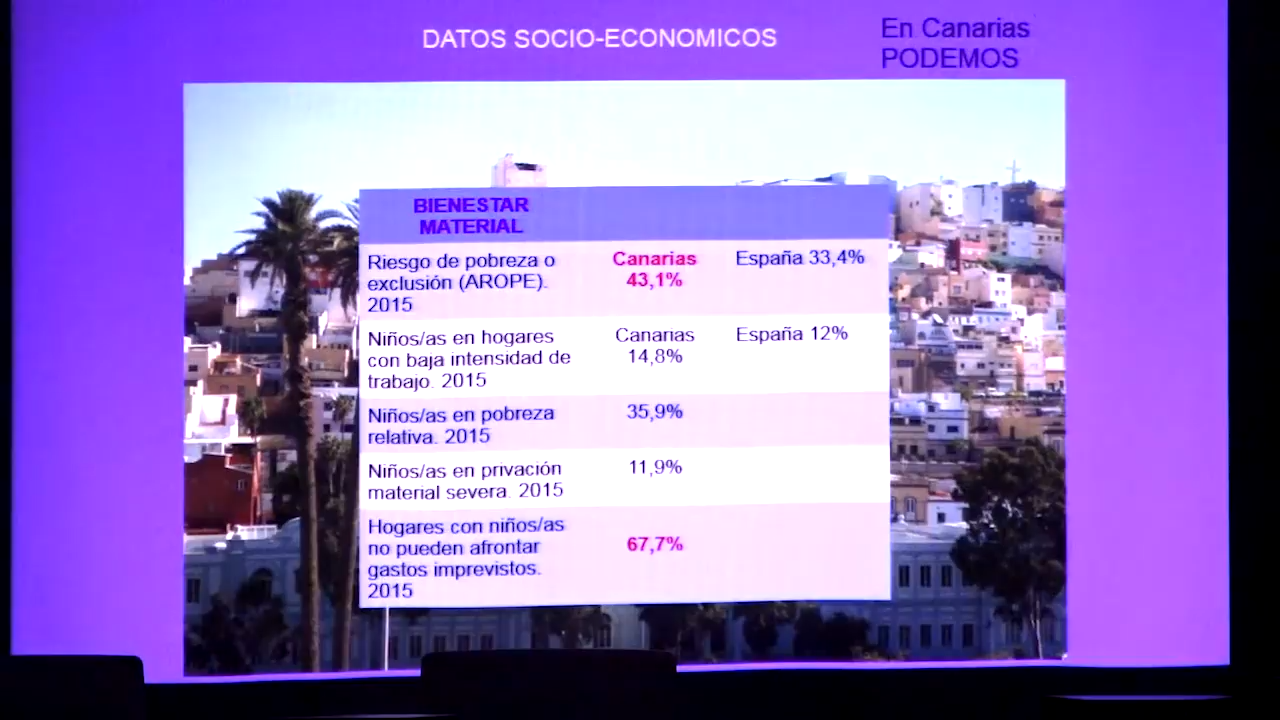 DATOS SOCIO-ECONOMICOS
En Canarias
PODEMOS
BIENESTAR
MATERIAL
Riesgo de pobreza o
exclusión (AROPE).
2015
Canarias
43,1%
España 33,4%
Niños/as en hogares
con baja intensidad de
trabajo. 2015
Canarias
14,8%
España 12%
Niños/as en pobreza
relativa. 2015
35,9%
Niños/as en privación
material severa. 2015
11,9%
Hogares con niños/as
no pueden afrontar
gastos imprevistos.
2015
67,7%